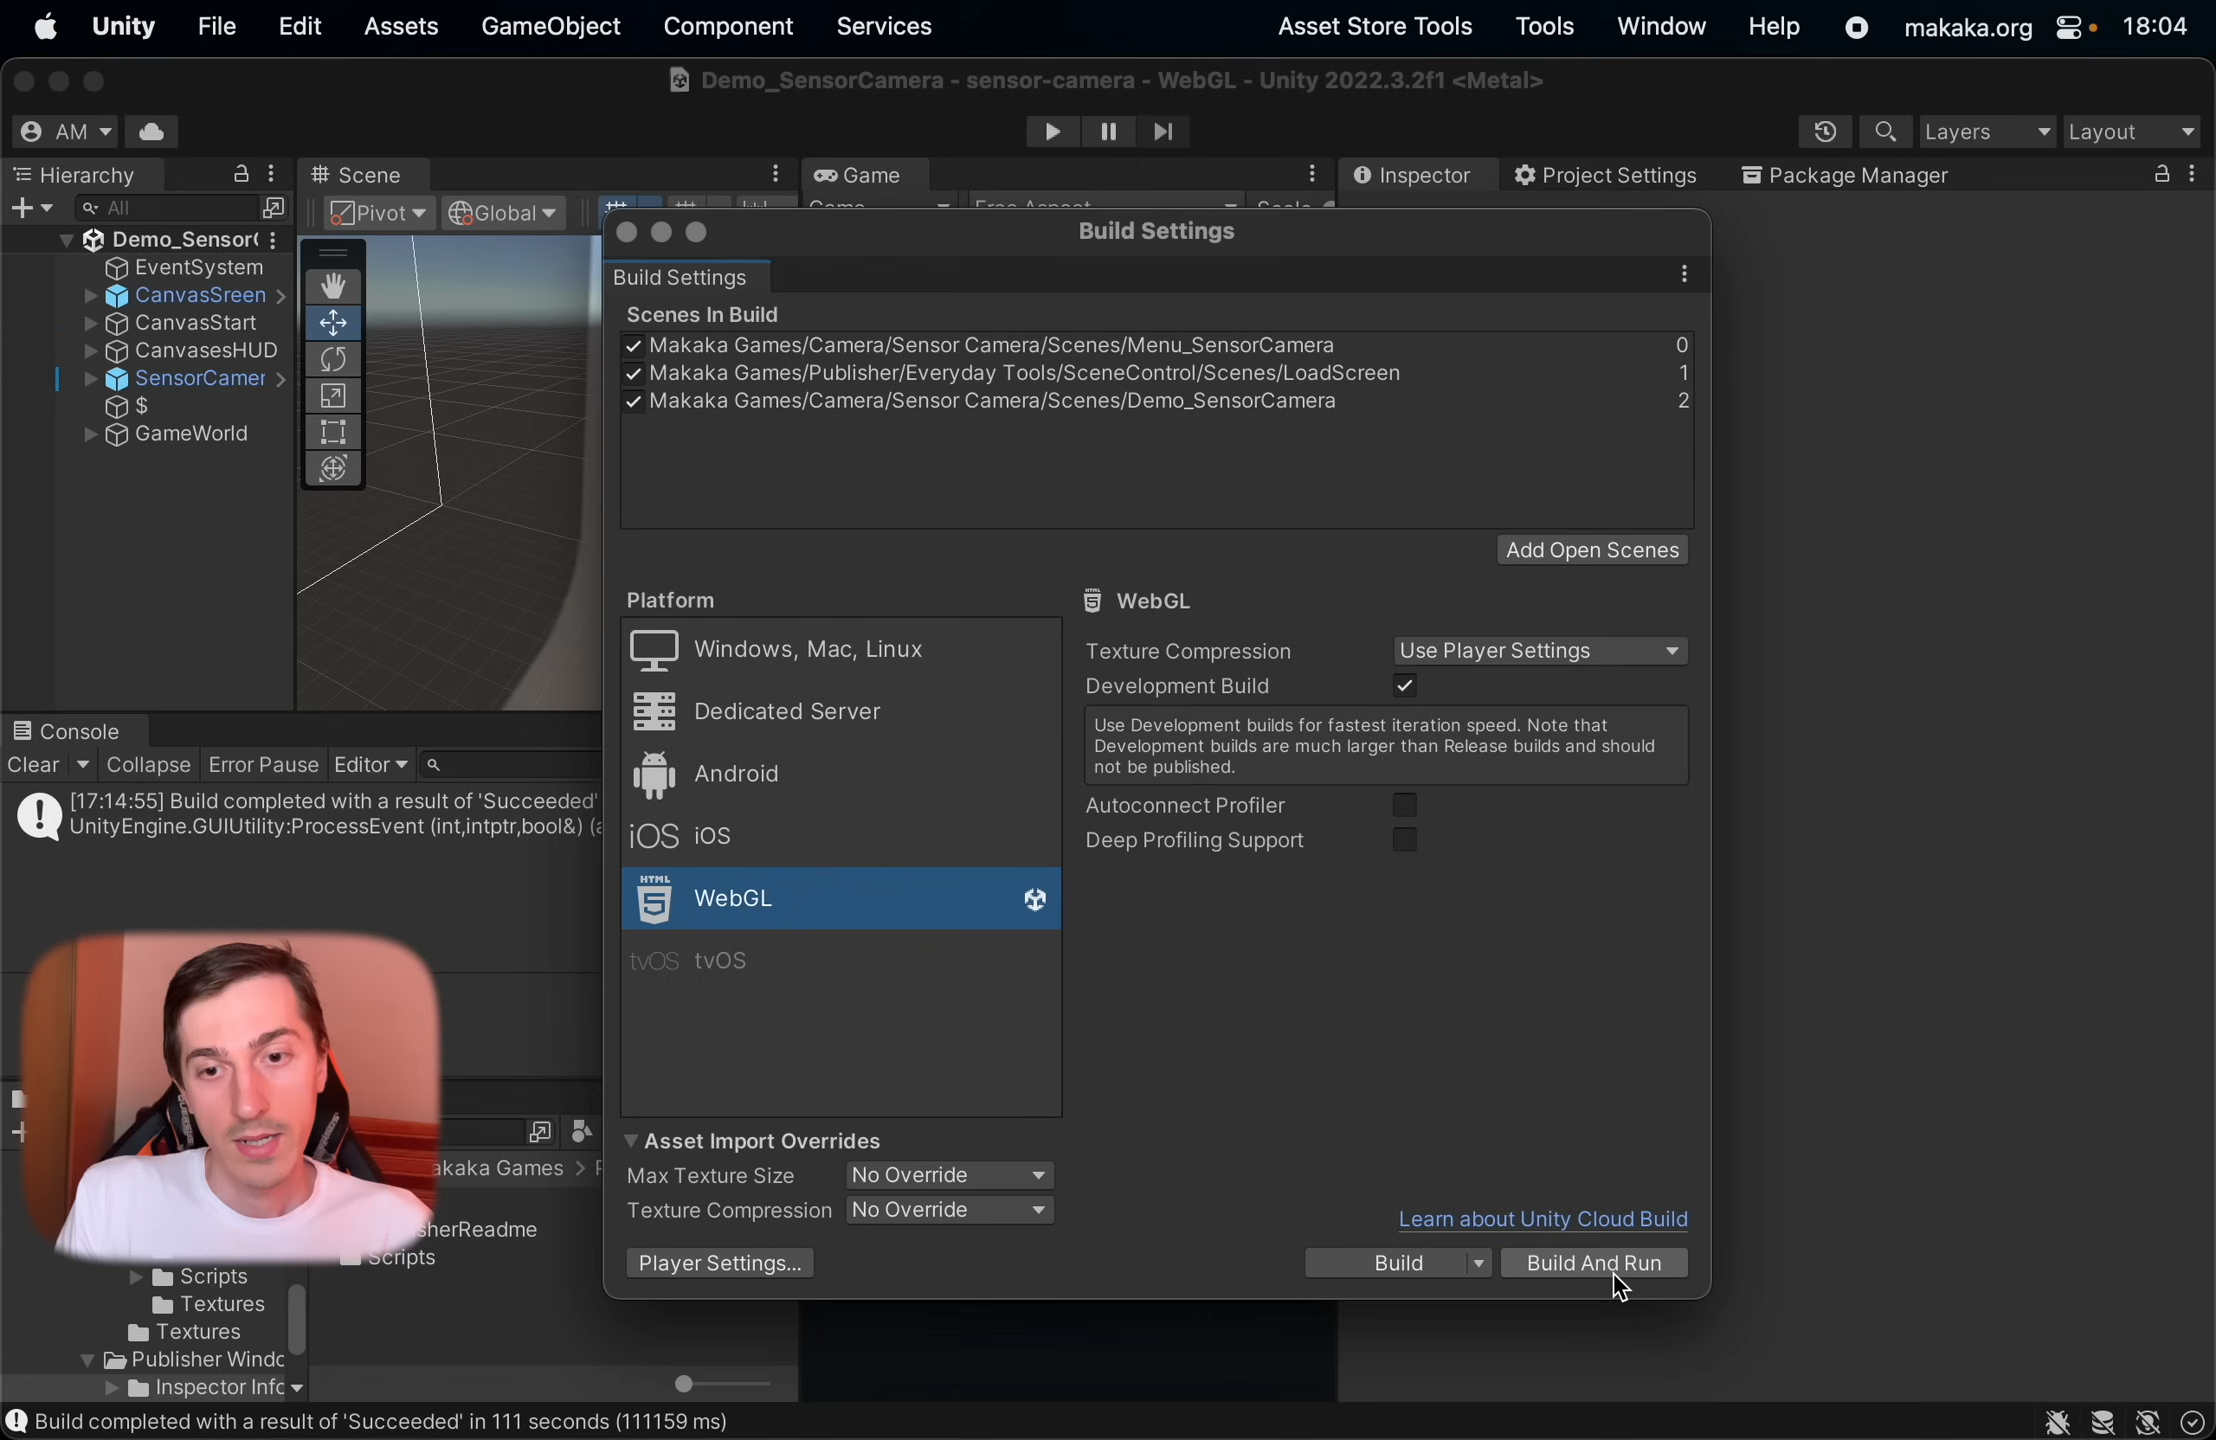 Unity File Edit Assets GameObject Component Services Asset Store Tools Tools Window Help makaka.org 18:04
Demo_SensorCamera - sensor-camera - WebGL - Unity 2022.3.2f1 <Metal>
AM Layers Layout
Hierarchy Scene Game Inspector Project Settings Package Manager
All Pivot Global
Build Settings
Demo_Sensor(
EventSystem
CanvasSreen
CanvasStart
CanvasesHUD
SensorCamer
$
GameWorld
Build Settings
Scenes In Build
Makaka Games/Camera/Sensor Camera/Scenes/Menu_SensorCamera 0
Makaka Games/Publisher/Everyday Tools/SceneControl/Scenes/LoadScreen 1
Makaka Games/Camera/Sensor Camera/Scenes/Demo_SensorCamera 2
Add Open Scenes
Platform
Windows, Mac, Linux
Dedicated Server
Android
iOS iOS
HTML 5 WebGL
tvOS tvOS
WebGL
Texture Compression Use Player Settings
Development Build
Use Development builds for fastest iteration speed. Note that
Development builds are much larger than Release builds and should
not be published.
Autoconnect Profiler
Deep Profiling Support
Asset Import Overrides
Max Texture Size No Override
Texture Compression No Override
Learn about Unity Cloud Build
Player Settings... Build Build And Run
Console
Clear Collapse Error Pause Editor
[17:14:55] Build completed with a result of 'Succeeded'
UnityEngine.GUIUtility:ProcessEvent (int,intptr,bool&) (a
akaka Games > F
sherReadme
Scripts
Scripts
Textures
Textures
Publisher Windo
Inspector Info
Build completed with a result of 'Succeeded' in 111 seconds (111159 ms)